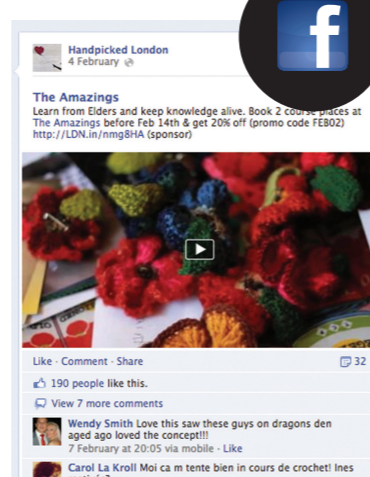 Handpicked London
4 February
The Amazings
Learn from Elders and keep knowledge alive. Book 2 course places at
The Amazings before Feb 14th & get 20% off (promo code FEB02)
http://LDN.in/nmg8HA (sponsor)
Like · Comment · Share
32
190 people like this.
View 7 more comments
Wendy Smith Love this saw these guys on dragons den
aged ago loved the concept!!!
7 February at 20:05 via mobile · Like
Carol La Kroll Moi ca m tente bien in cours de crochet! Ines